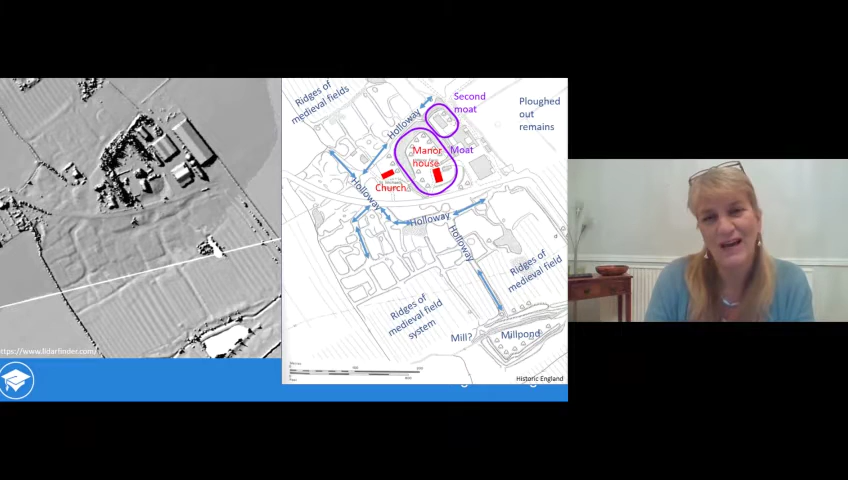 Ridges of
medieval fields
Holloway
Second
moat
Ploughed
out
remains
Manor
house
Moat
Church
Holloway
Holloway
Holloway
Ridges of
medieval field
Ridges of
medieval field
system
Mill?
Millpond
https://www.lidarfinder.com/
Historic England